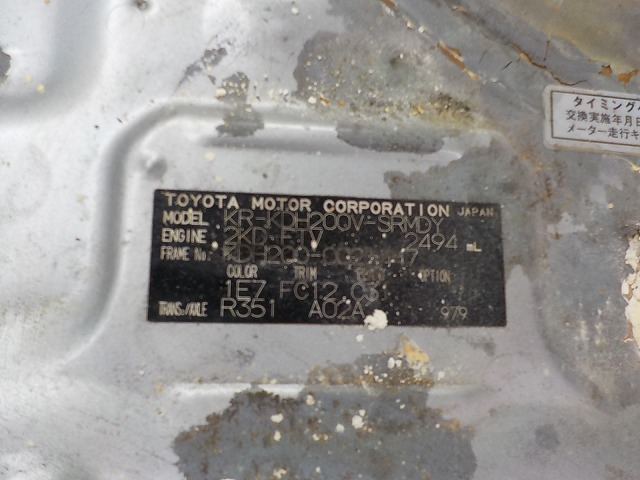 TOYOTA MOTOR CORPORATION JAPAN
MODEL KR-KDH200V-SRMDY
ENGINE 2KD-FTV 2494 mL
FRAME No.
COLOR TRIM OPTION
1E7 FC12
TRANS./AXLE R351 A02A 979
タイミング
交換実施年月日
メーター走行キ